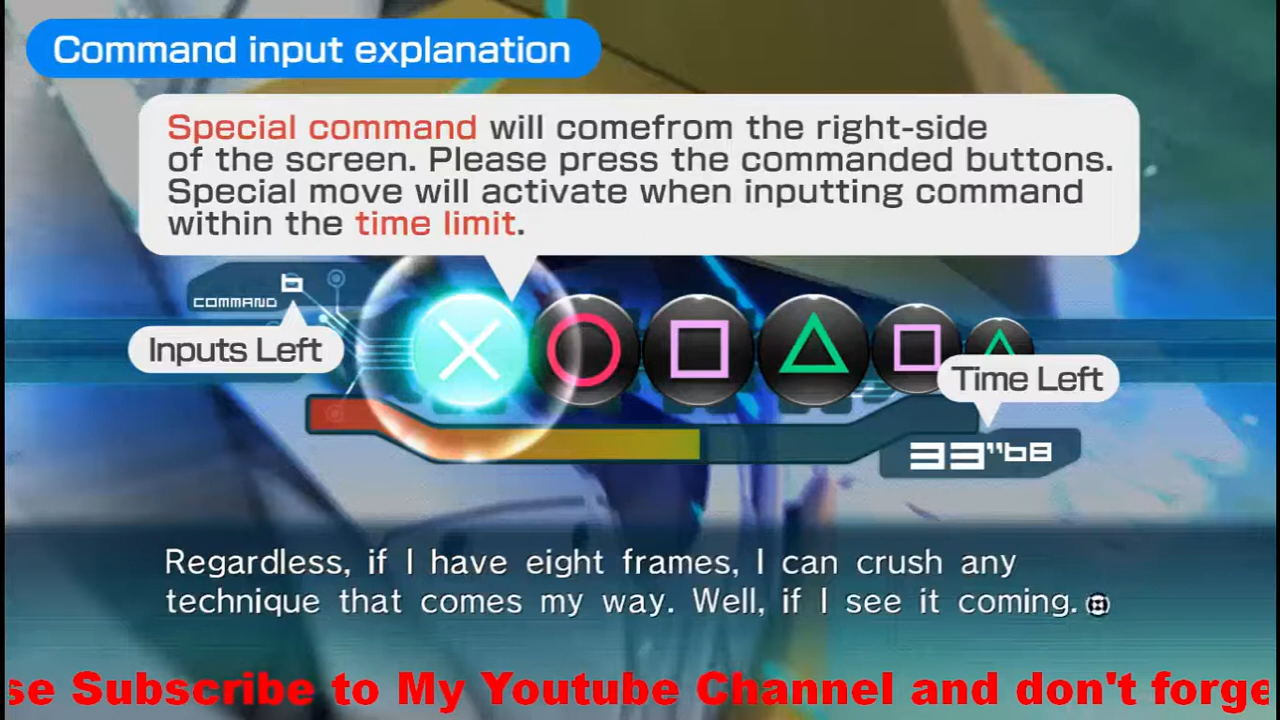 Command input explanation
Special command will comefrom the right-side
of the screen. Please press the commanded buttons.
Special move will activate when inputting command
within the time limit.
COMMAND 6
Inputs Left
Time Left
33"68
Regardless, if I have eight frames, I can crush any
technique that comes my way. Well, if I see it coming.
se Subscribe to My Youtube Channel and don't forge